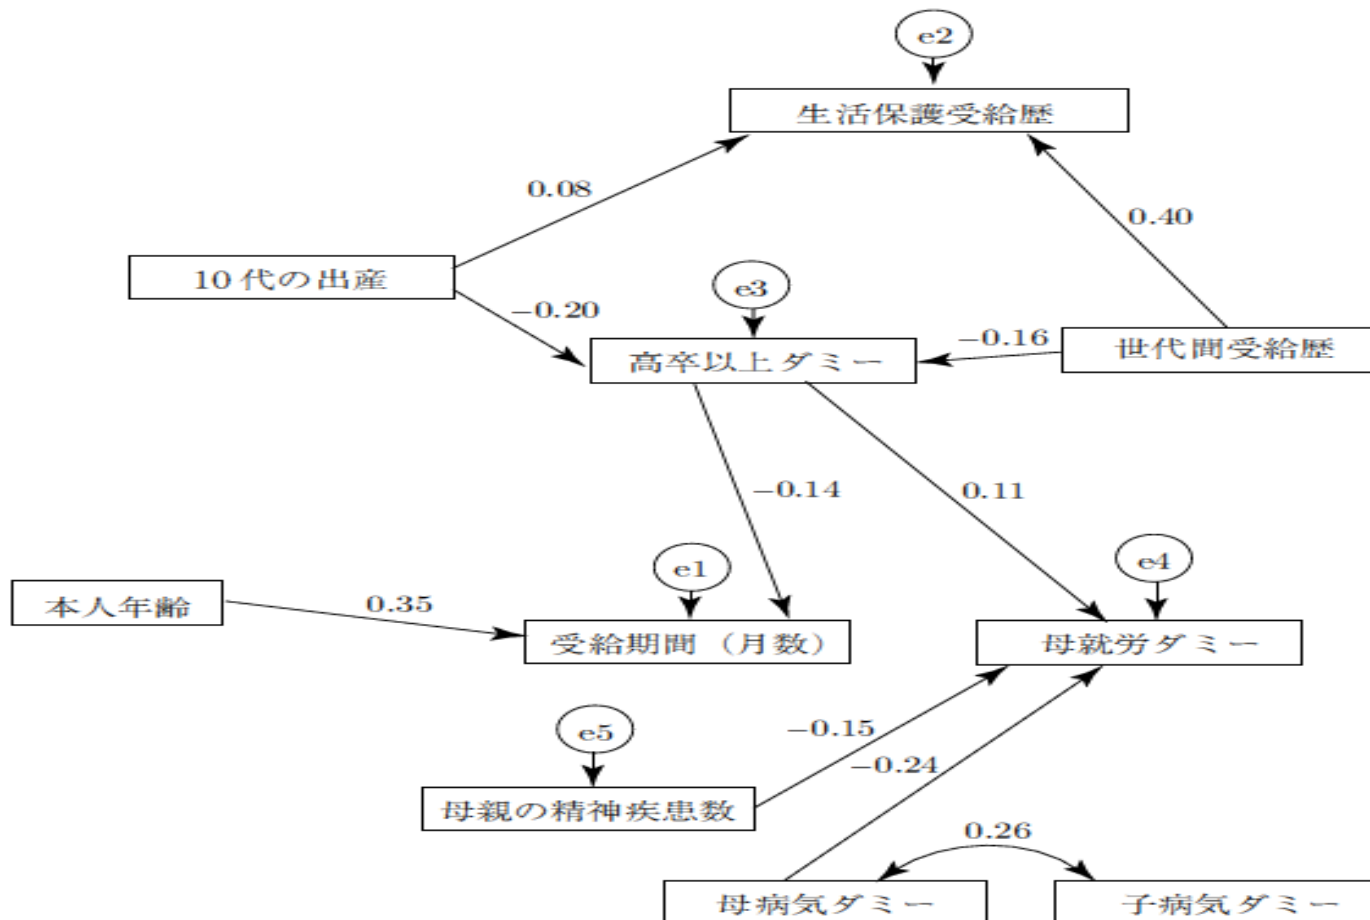 e2
生活保護受給歴
0.08
0.40
10代の出産
e3
−0.20
−0.16
世代間受給歴
高卒以上ダミー
−0.14
0.11
e1
e4
本人年齢
0.35
受給期間（月数）
母就労ダミー
e5
−0.15
−0.24
母親の精神疾患数
0.26
母病気ダミー
子病気ダミー